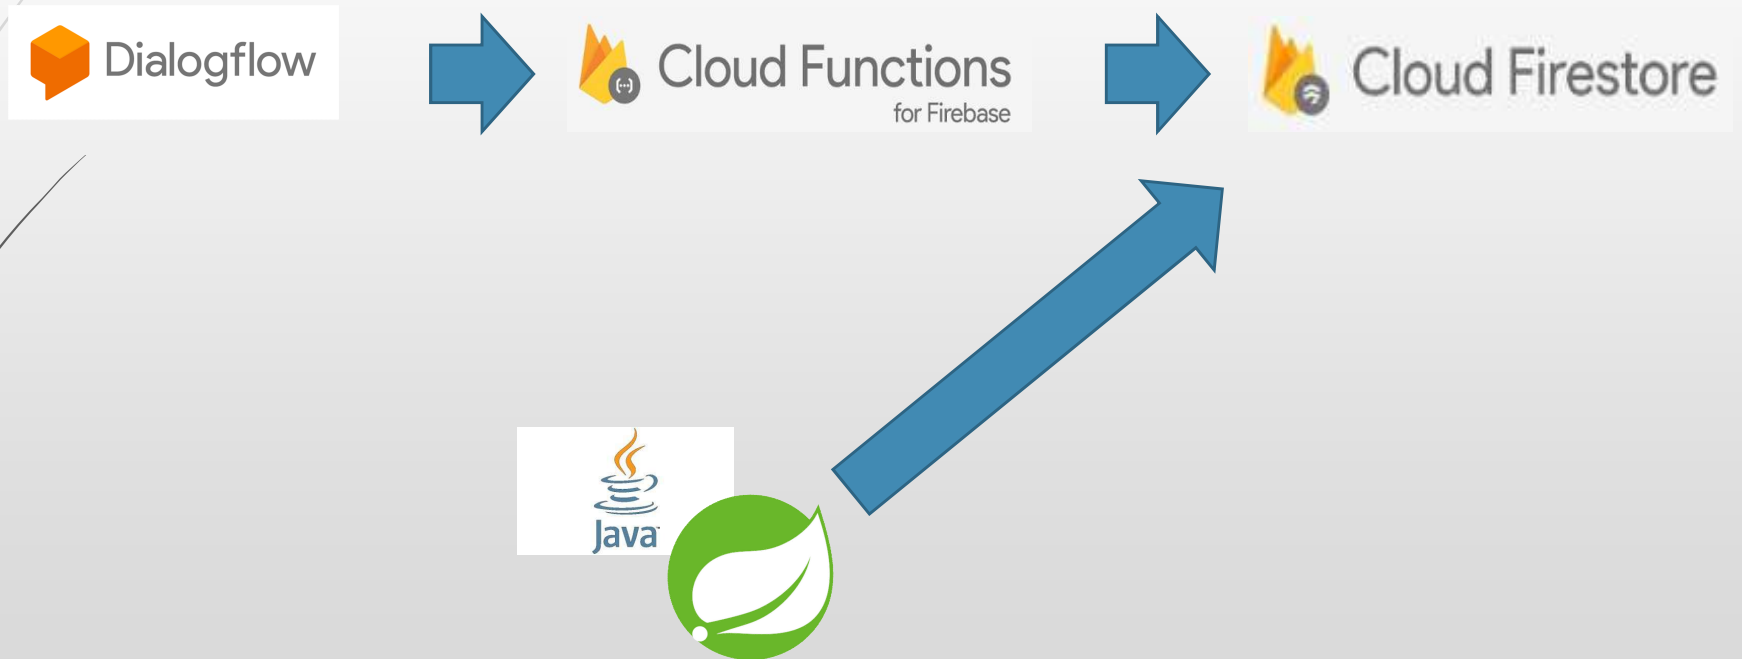 Dialogflow
Cloud Functions
for Firebase
Cloud Firestore
Java